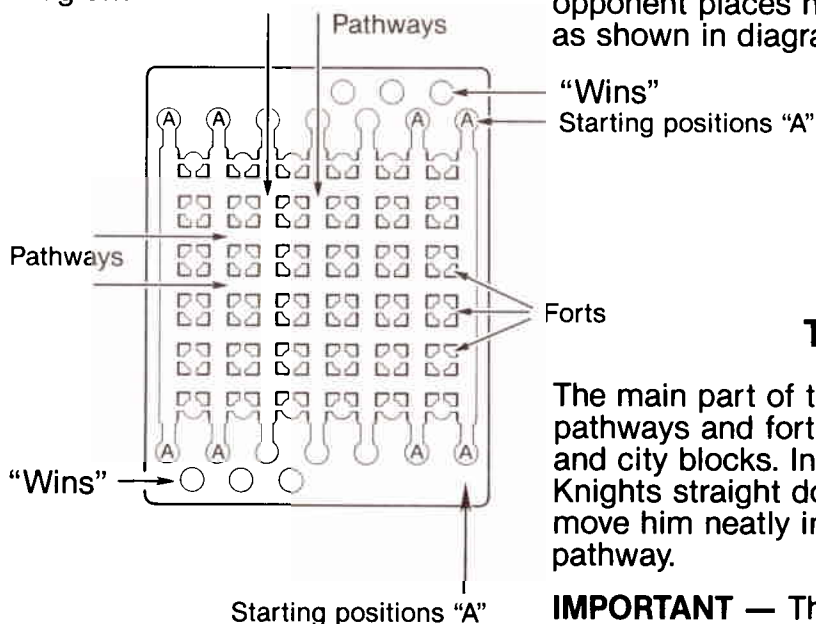 Pathways
opponent places h
as shown in diagra
"Wins"
A A A A
Starting positions "A"
Pathways
Forts
T
The main part of t
pathways and fort
and city blocks. In
Knights straight do
move him neatly in
pathway.
A A A A
"Wins"
Starting positions "A"
IMPORTANT — Th